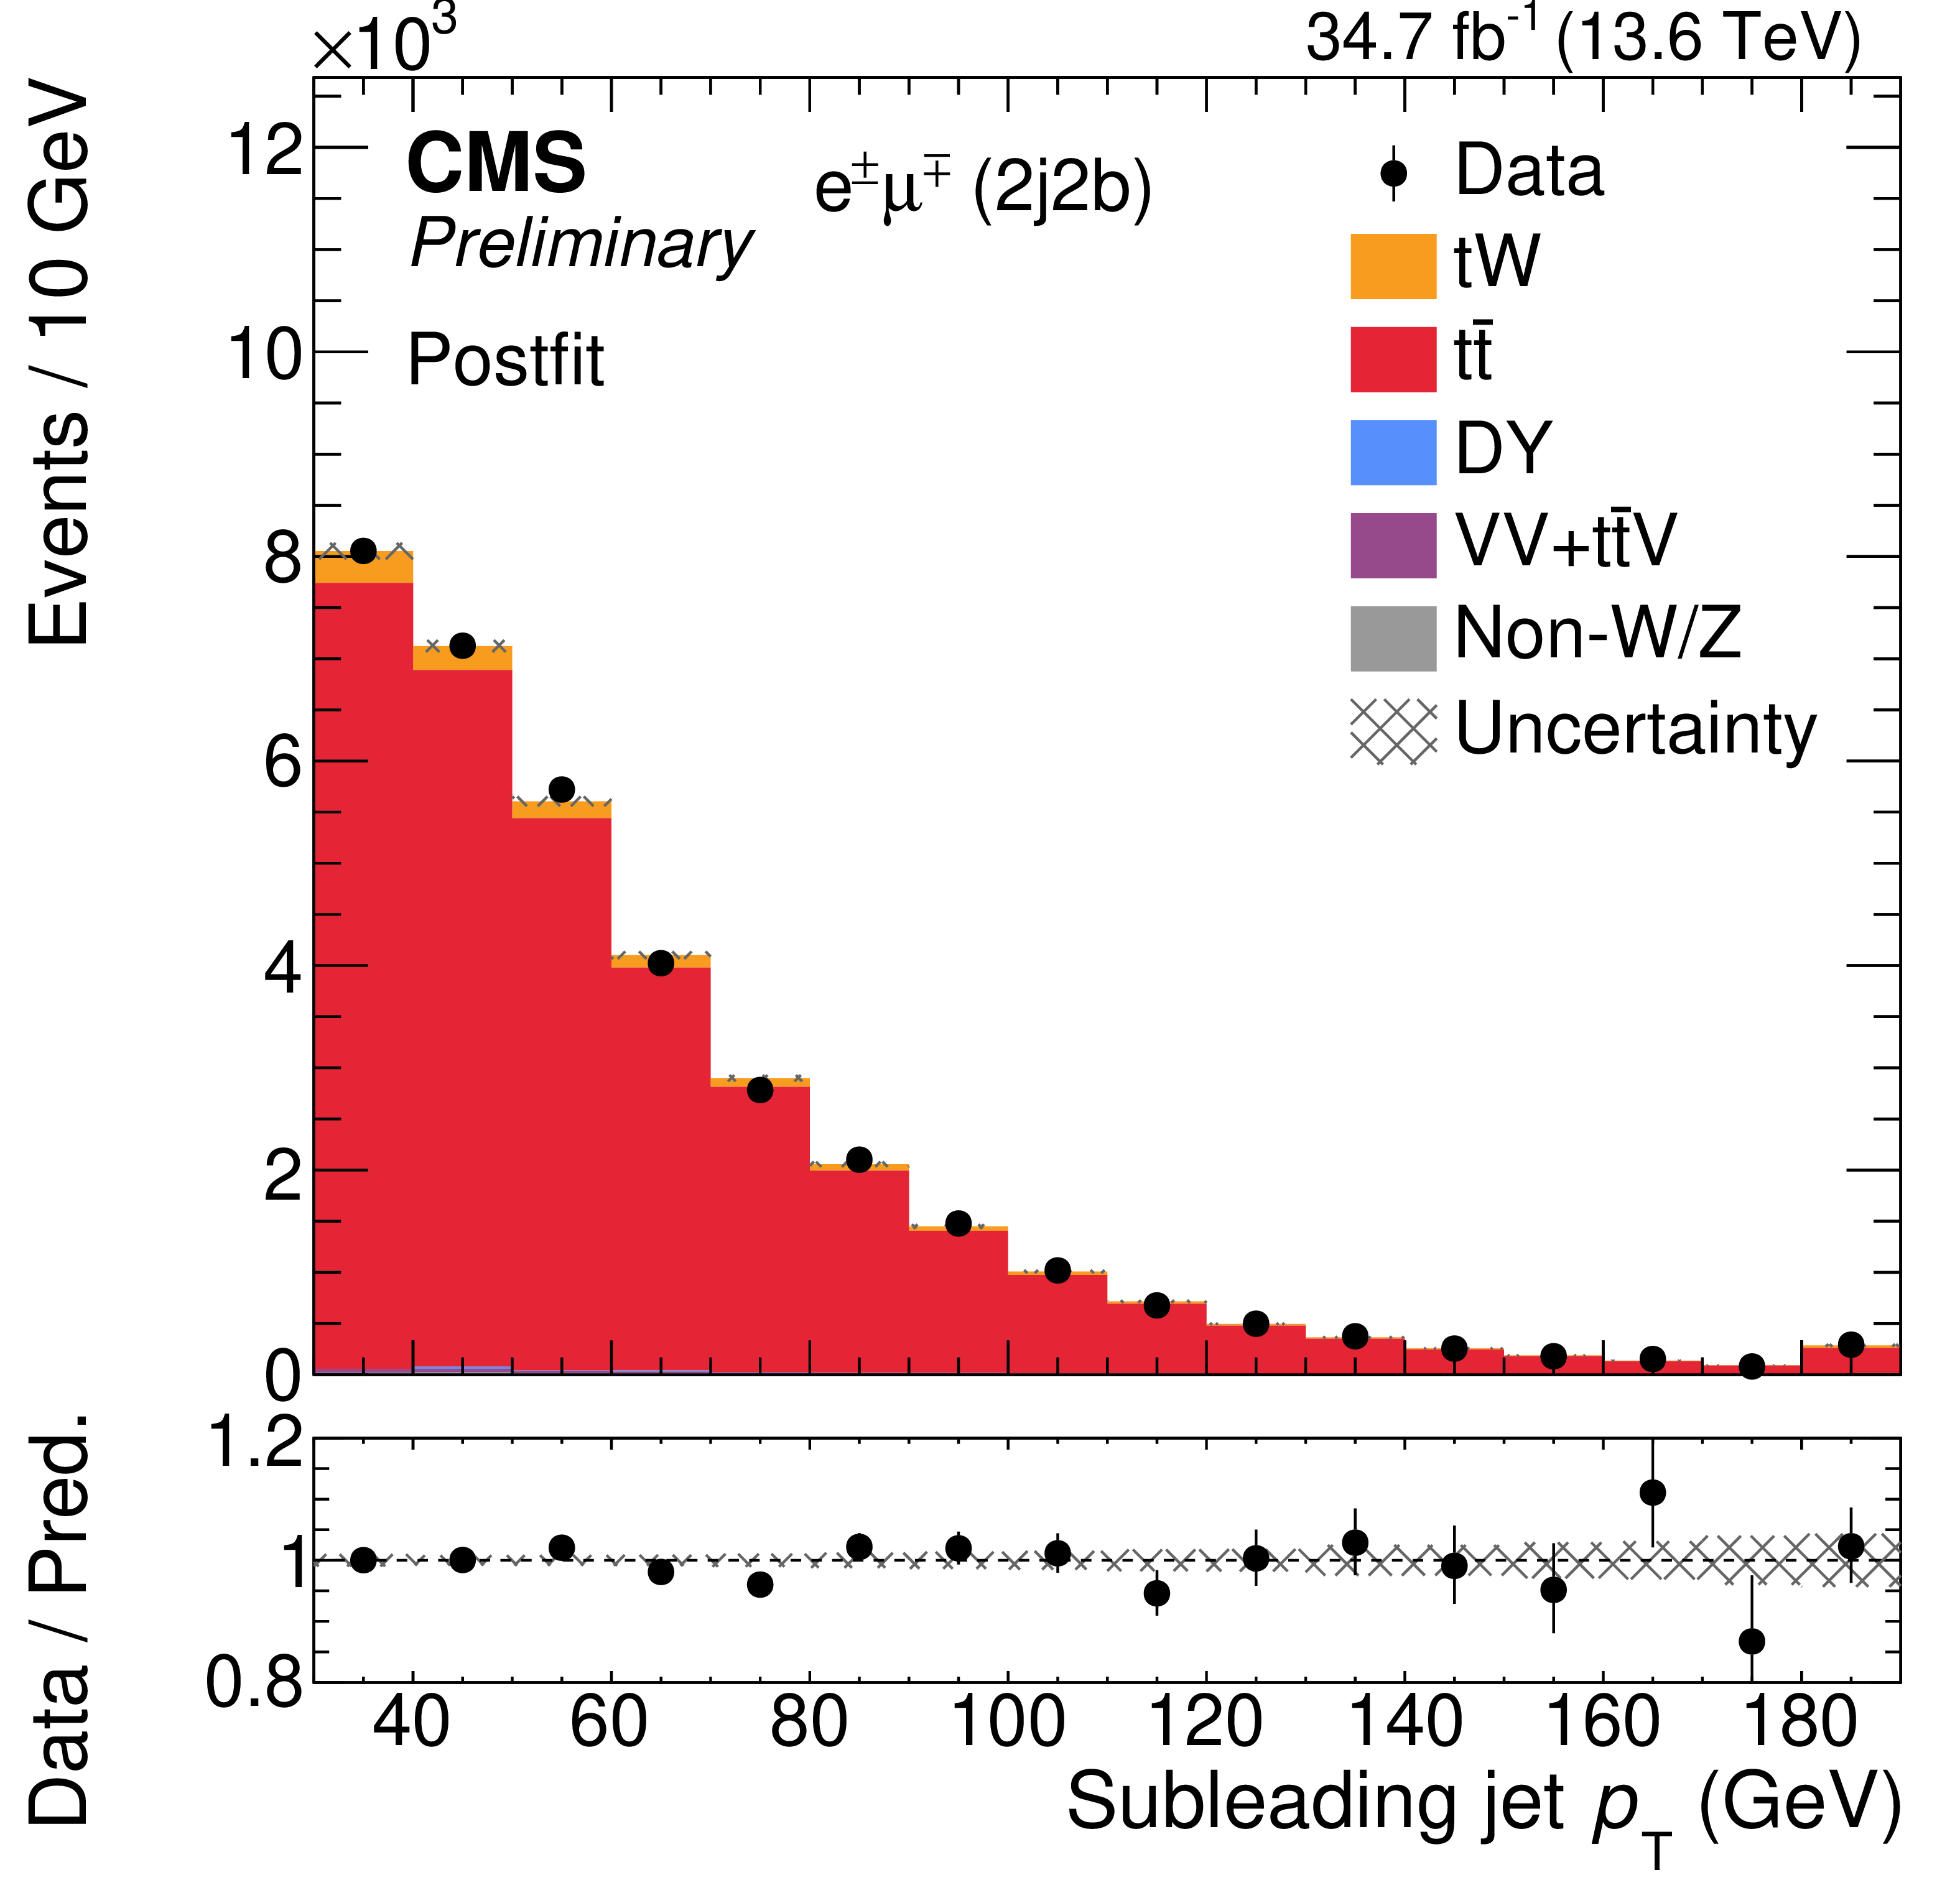 ×10³
34.7 fb⁻¹ (13.6 TeV)
Events / 10 GeV
12
10
8
6
4
2
0
CMS
Preliminary
Postfit
e±μ∓ (2j2b)
Data
tW
tt̄
DY
VV+tt̄V
Non-W/Z
Uncertainty
Data / Pred.
1.2
1
0.8
40 60 80 100 120 140 160 180
Subleading jet p_T (GeV)